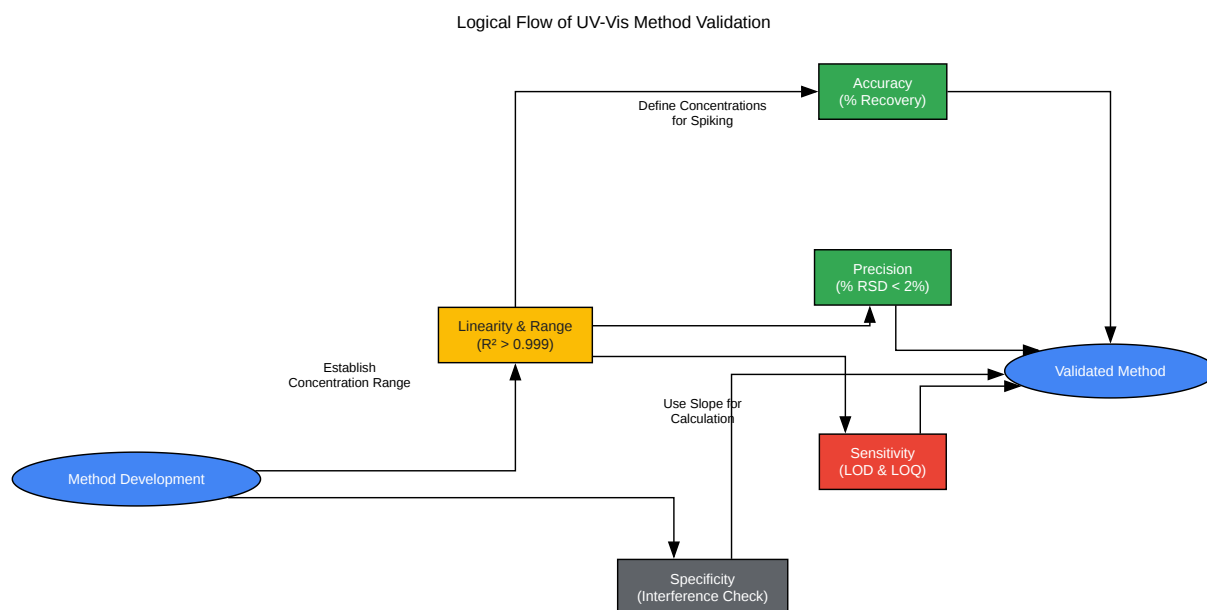 Logical Flow of UV-Vis Method Validation
Accuracy
(% Recovery)
Define Concentrations
for Spiking
Precision
(% RSD < 2%)
Linearity & Range
(R² > 0.999)
Establish
Concentration Range
Validated Method
Use Slope for
Calculation
Sensitivity
(LOD & LOQ)
Method Development
Specificity
(Interference Check)